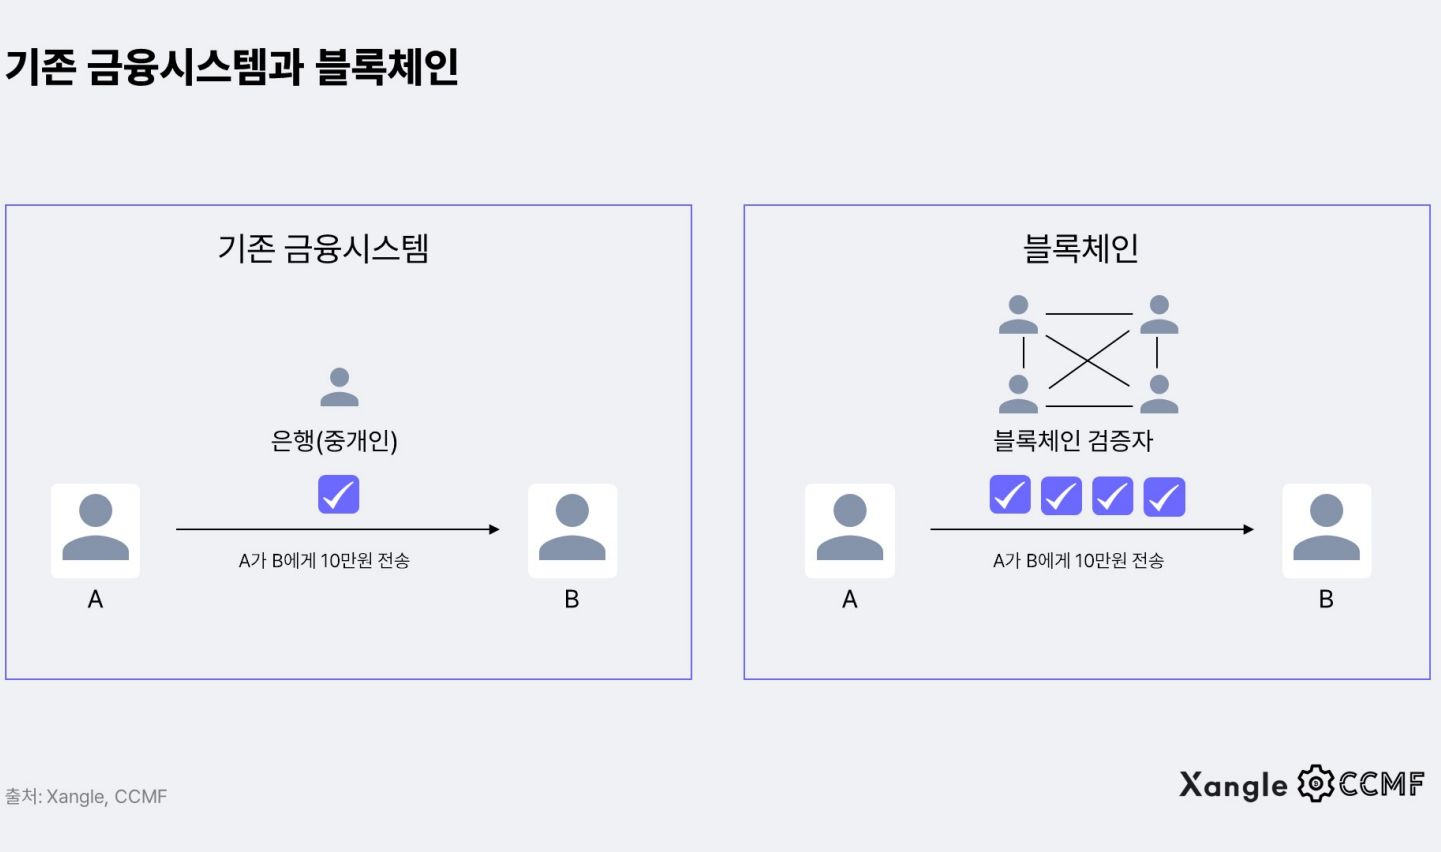 기존 금융시스템과 블록체인
기존 금융시스템
은행(중개인)
A가 B에게 10만원 전송
A
B
블록체인
블록체인 검증자
A가 B에게 10만원 전송
A
B
출처: Xangle, CCMF
Xangle CCMF